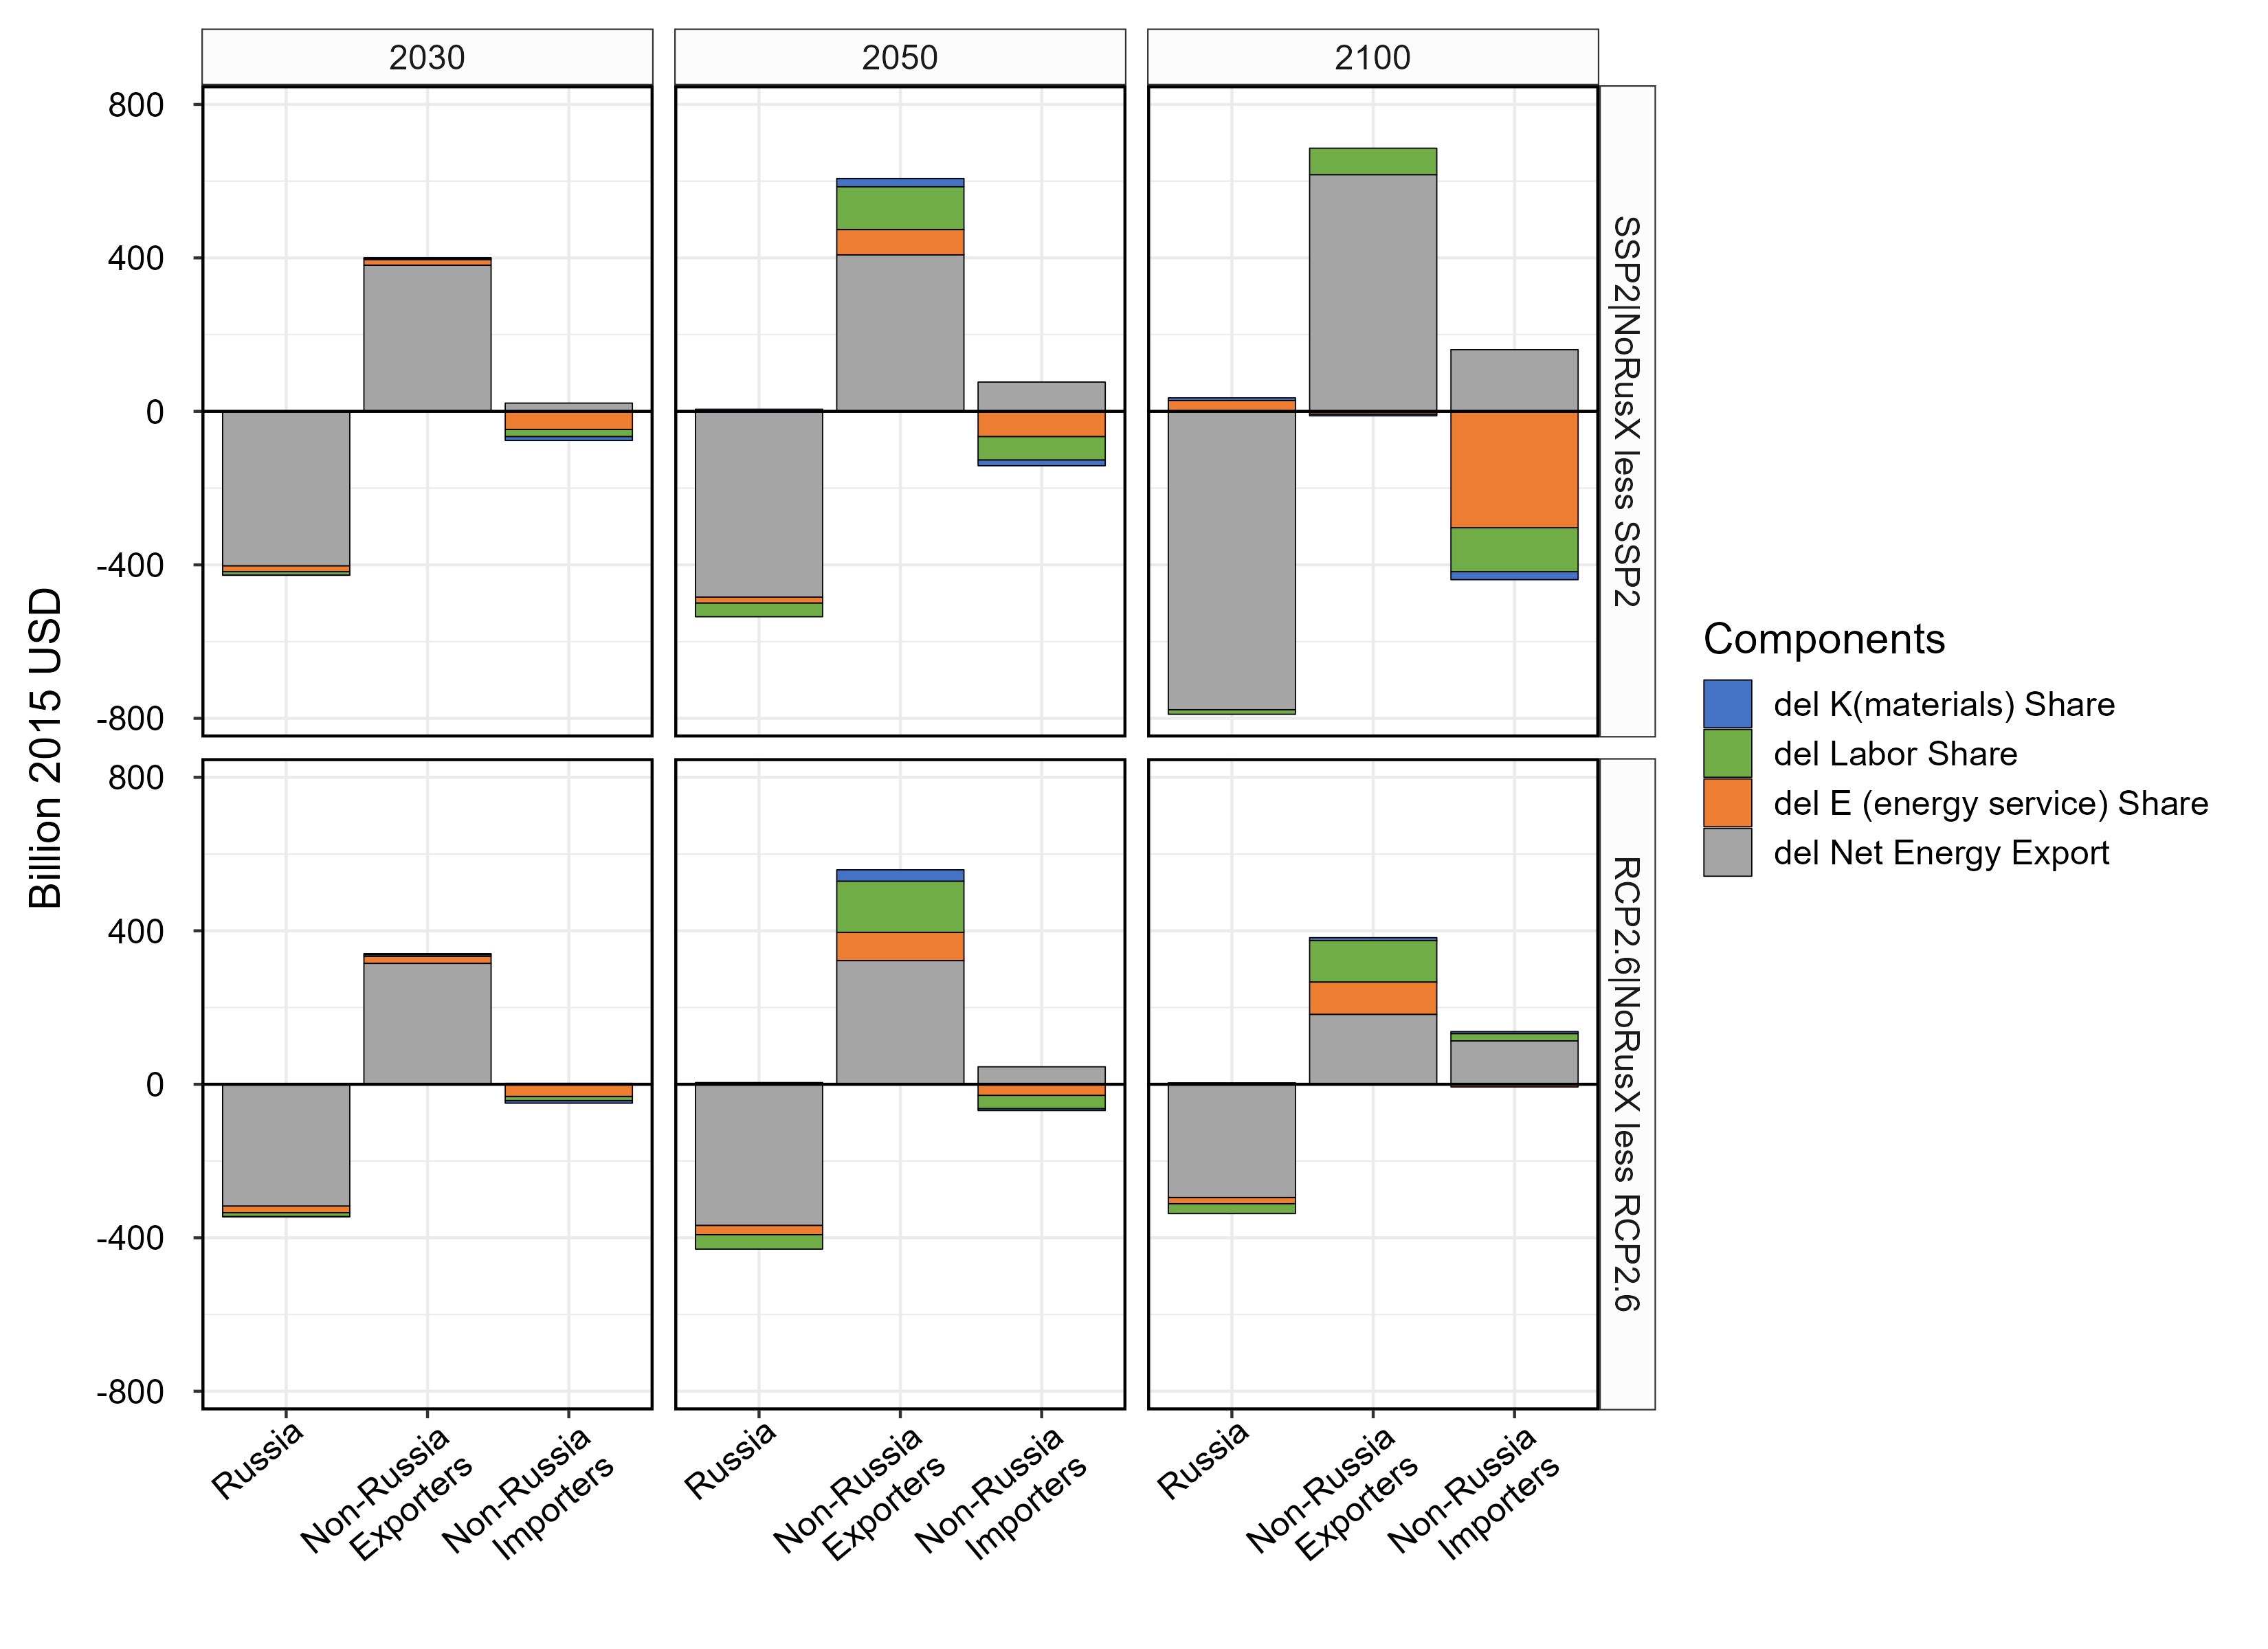 2030
2050
2100
800
400
0
-400
-800
SSP2|NoRusX less SSP2
800
400
0
-400
-800
RCP2.6|NoRusX less RCP2.6
Billion 2015 USD
Russia
Non-Russia
Exporters
Non-Russia
Importers
Russia
Non-Russia
Exporters
Non-Russia
Importers
Russia
Non-Russia
Exporters
Non-Russia
Importers
Components
del K(materials) Share
del Labor Share
del E (energy service) Share
del Net Energy Export